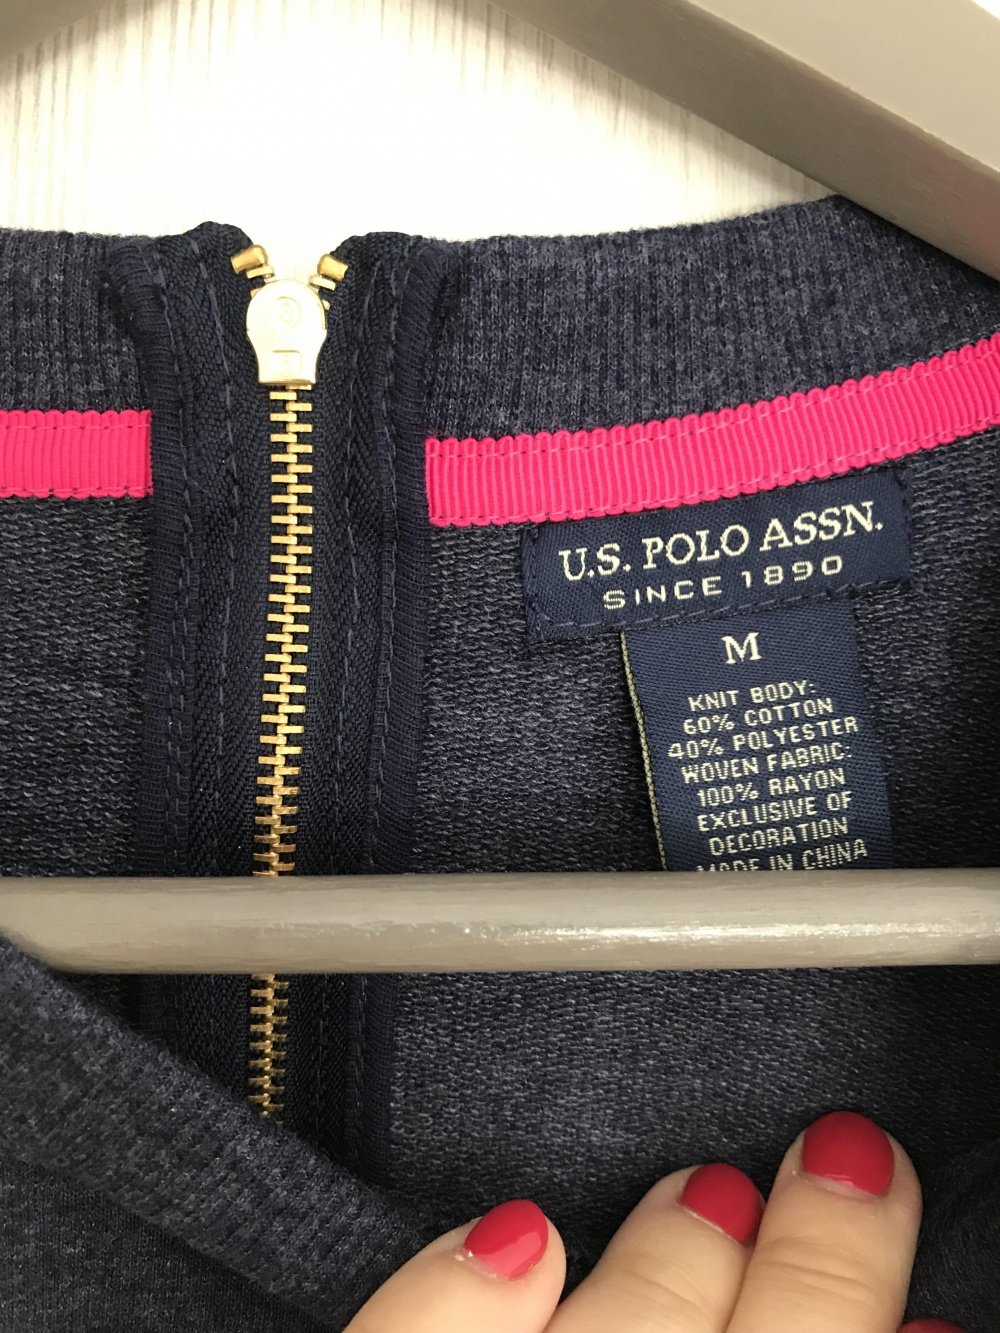 U.S. POLO ASSN.
SINCE 1890
M
KNIT BODY:
60% COTTON
40% POLYESTER
WOVEN FABRIC:
100% RAYON
EXCLUSIVE OF
DECORATION
MADE IN CHINA